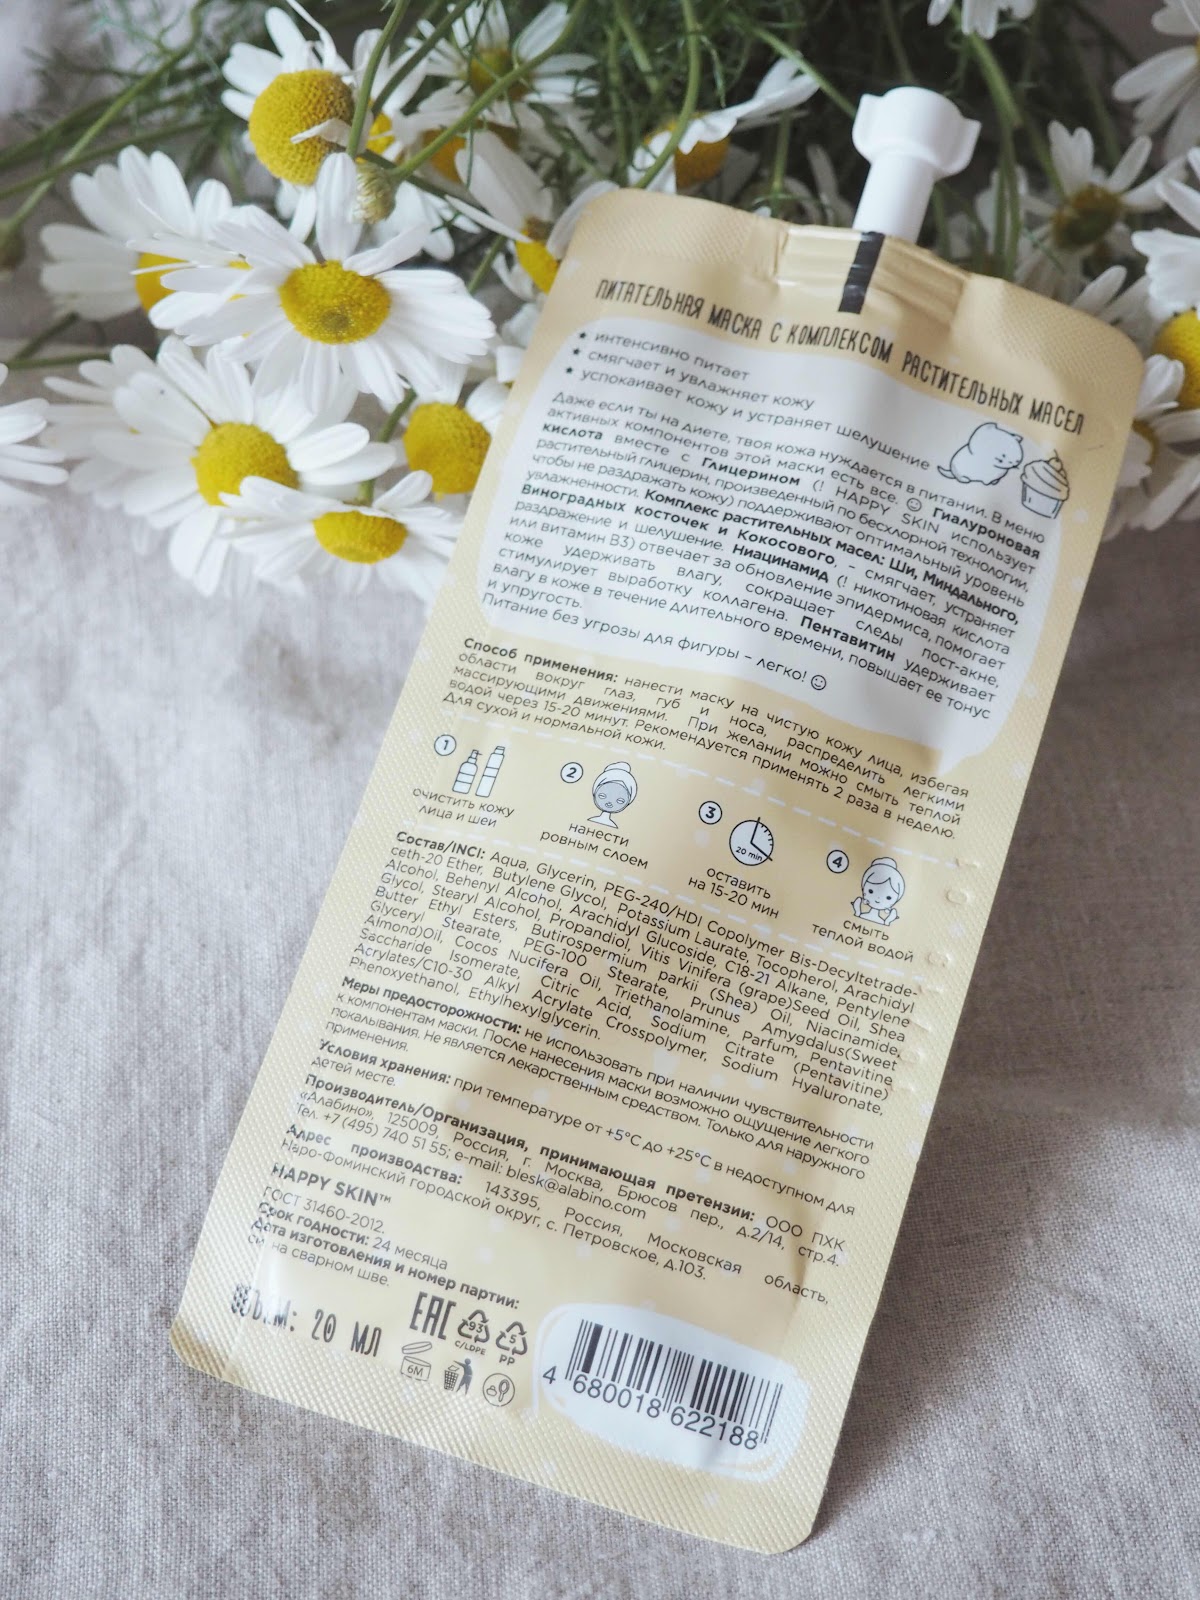 ПИТАТЕЛЬНАЯ МАСКА С КОМПЛЕКСОМ РАСТИТЕЛЬНЫХ МАСЕЛ
★ интенсивно питает
★ смягчает и увлажняет кожу
★ успокаивает кожу и устраняет шелушение
Даже если ты на диете, твоя кожа нуждается в питании. В меню
активных компонентов этой маски есть все. ☺ Гиалуроновая
кислота вместе с Глицерином (! HAPPY SKIN использует
растительный глицерин, произведенный по бесхлорной технологии,
чтобы не раздражать кожу) поддерживают оптимальный уровень
увлажненности. Комплекс растительных масел: Ши, Миндального,
Виноградных косточек и Кокосового, – смягчает, устраняет
раздражение и шелушение. Ниацинамид (! никотиновая кислота
или витамин В3) отвечает за обновление эпидермиса, помогает
коже удерживать влагу, сокращает следы пост-акне,
стимулирует выработку коллагена. Пентавитин удерживает
влагу в коже в течение длительного времени, повышает ее тонус
и упругость.
Питание без угрозы для фигуры – легко! ☺
Способ применения: нанести маску на чистую кожу лица, избегая
области вокруг глаз, губ и носа, распределить легкими
массирующими движениями. При желании можно смыть теплой
водой через 15-20 минут. Рекомендуется применять 2 раза в неделю.
Для сухой и нормальной кожи.
1
очистить кожу
лица и шеи
2
нанести
ровным слоем
3
20 min
оставить
на 15-20 мин
4
смыть
теплой водой
Состав/INCI: Aqua, Glycerin, PEG-240/HDI Copolymer Bis-Decyltetrade-
ceth-20 Ether, Butylene Glycol, Potassium Laurate, Tocopherol, Arachidyl
Alcohol, Behenyl Alcohol, Arachidyl Glucoside, C18-21 Alkane, Pentylene
Glycol, Stearyl Alcohol, Propandiol, Vitis Vinifera (grape)Seed Oil, Shea
Butter Ethyl Esters, Butirospermium parkii (Shea) Oil, Niacinamide,
Glyceryl Stearate, PEG-100 Stearate, Prunus Amygdalus(Sweet
Almond)Oil, Cocos Nucifera Oil, Triethanolamine, Parfum, Pentavitine
Saccharide Isomerate, Citric Acid, Sodium Citrate (Pentavitine)
Acrylates/C10-30 Alkyl Acrylate Crosspolymer, Sodium Hyaluronate,
Phenoxyethanol, Ethylhexylglycerin.
Меры предосторожности: не использовать при наличии чувствительности
к компонентам маски. После нанесения маски возможно ощущение легкого
покалывания. Не является лекарственным средством. Только для наружного
применения.
Условия хранения: при температуре от +5°С до +25°С в недоступном для
детей месте.
Производитель/Организация, принимающая претензии: ООО ПХК
«Алабино», 125009, Россия, г. Москва, Брюсов пер., д.2/14, стр.4.
Тел. +7 (495) 740 51 55; e-mail: blesk@alabino.com
Адрес производства: 143395, Россия, Московская область,
Наро-Фоминский городской округ, с. Петровское, д.103.
HAPPY SKIN™
ГОСТ 31460-2012.
Срок годности: 24 месяца
Дата изготовления и номер партии:
см. на сварном шве.
Объем: 20 мл
EAC
93
C/LDPE
5
PP
6M
4 680018 622188